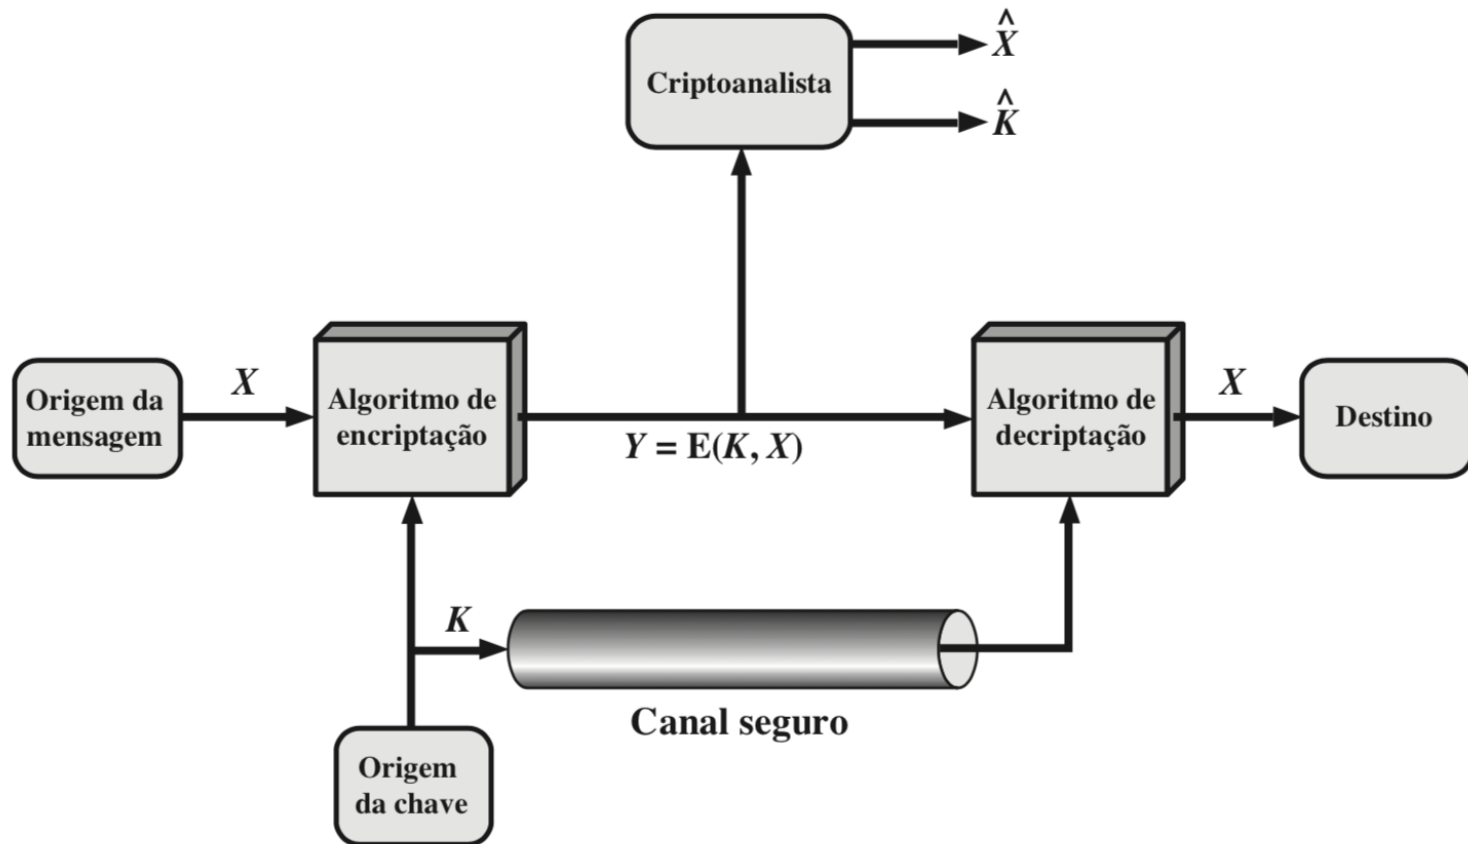 Criptoanalista
X̂
K̂
Origem da
mensagem
X
Algoritmo de
encriptação
Y = E(K, X)
Algoritmo de
decriptação
X
Destino
K
Canal seguro
Origem
da chave